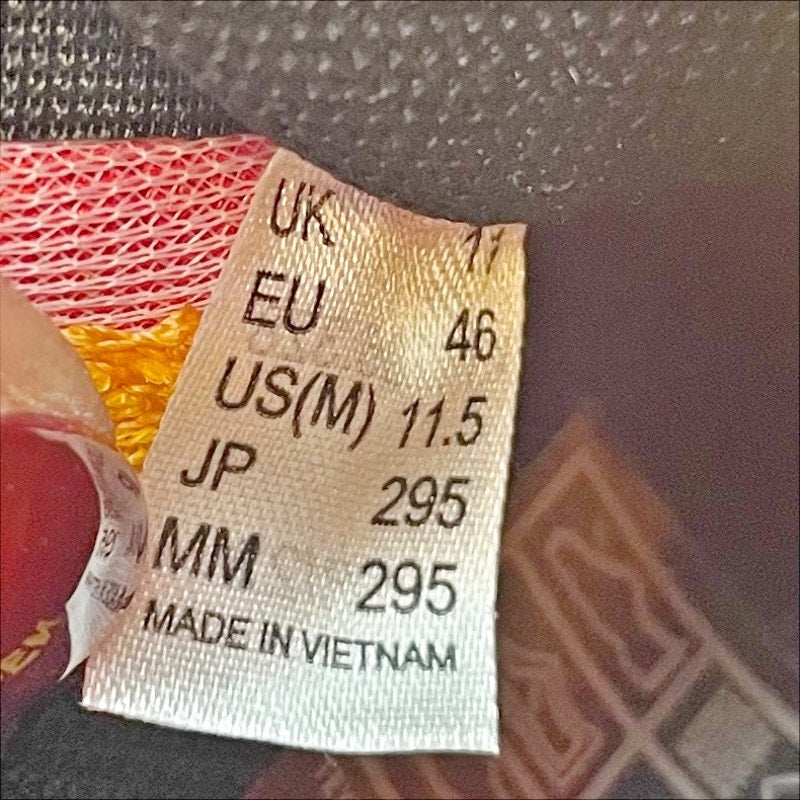 UK 11
EU 46
US(M) 11.5
JP 295
MM 295
MADE IN VIETNAM